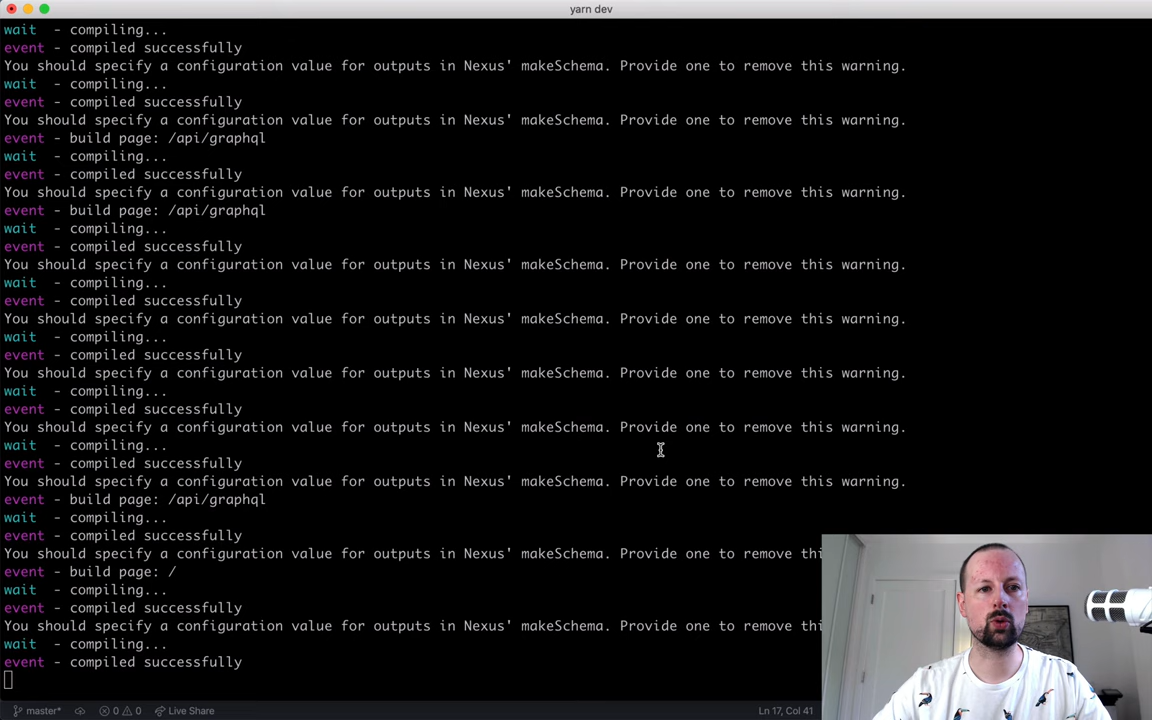 yarn dev
wait - compiling...
event - compiled successfully
You should specify a configuration value for outputs in Nexus' makeSchema. Provide one to remove this warning.
wait - compiling...
event - compiled successfully
You should specify a configuration value for outputs in Nexus' makeSchema. Provide one to remove this warning.
event - build page: /api/graphql
wait - compiling...
event - compiled successfully
You should specify a configuration value for outputs in Nexus' makeSchema. Provide one to remove this warning.
event - build page: /api/graphql
wait - compiling...
event - compiled successfully
You should specify a configuration value for outputs in Nexus' makeSchema. Provide one to remove this warning.
wait - compiling...
event - compiled successfully
You should specify a configuration value for outputs in Nexus' makeSchema. Provide one to remove this warning.
wait - compiling...
event - compiled successfully
You should specify a configuration value for outputs in Nexus' makeSchema. Provide one to remove this warning.
wait - compiling...
event - compiled successfully
You should specify a configuration value for outputs in Nexus' makeSchema. Provide one to remove this warning.
wait - compiling...
event - compiled successfully
You should specify a configuration value for outputs in Nexus' makeSchema. Provide one to remove this warning.
event - build page: /api/graphql
wait - compiling...
event - compiled successfully
You should specify a configuration value for outputs in Nexus' makeSchema. Provide one to remove thi
event - build page: /
wait - compiling...
event - compiled successfully
You should specify a configuration value for outputs in Nexus' makeSchema. Provide one to remove thi
wait - compiling...
event - compiled successfully
master* 0 0 Live Share Ln 17, Col 41